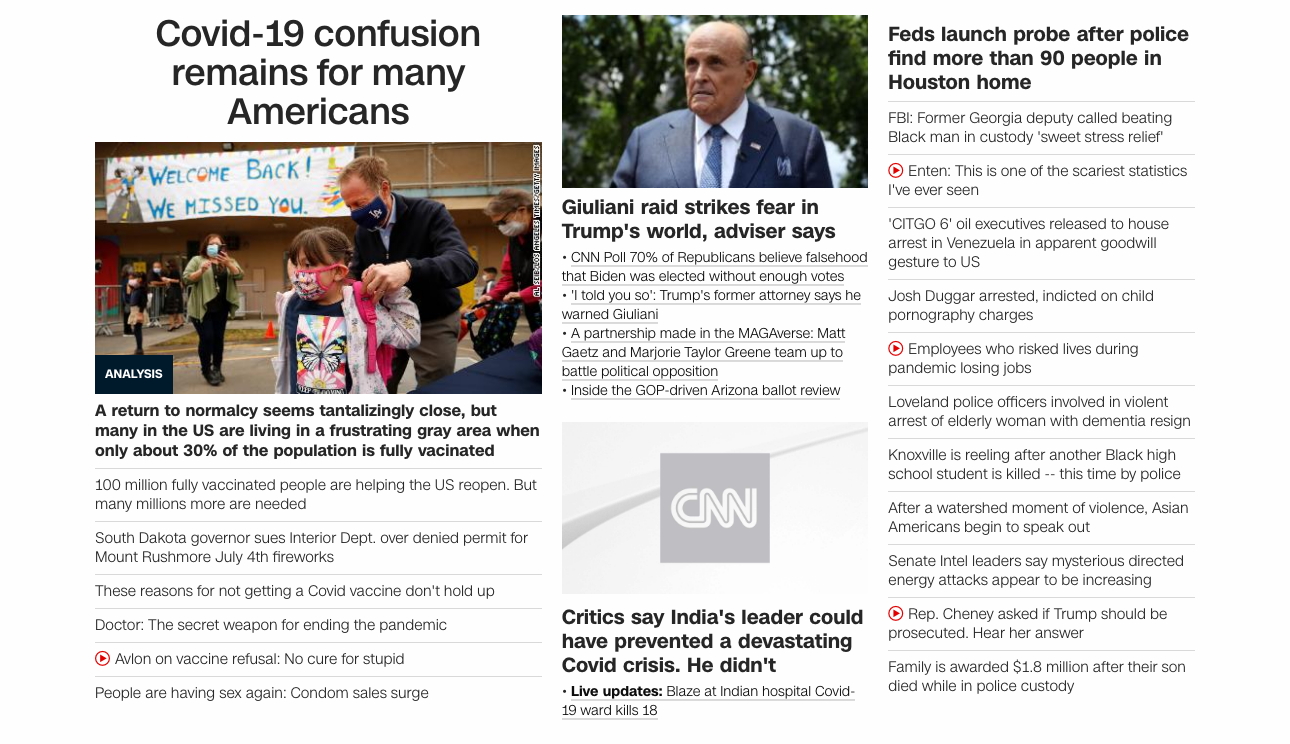 Covid-19 confusion
remains for many
Americans
WELCOME BACK!
WE MISSED YOU.
AL SEIB/LOS ANGELES TIMES/GETTY IMAGES
ANALYSIS
A return to normalcy seems tantalizingly close, but
many in the US are living in a frustrating gray area when
only about 30% of the population is fully vacinated
100 million fully vaccinated people are helping the US reopen. But
many millions more are needed
South Dakota governor sues Interior Dept. over denied permit for
Mount Rushmore July 4th fireworks
These reasons for not getting a Covid vaccine don't hold up
Doctor: The secret weapon for ending the pandemic
Avlon on vaccine refusal: No cure for stupid
People are having sex again: Condom sales surge
Giuliani raid strikes fear in
Trump's world, adviser says
• CNN Poll 70% of Republicans believe falsehood
that Biden was elected without enough votes
• 'I told you so': Trump's former attorney says he
warned Giuliani
• A partnership made in the MAGAverse: Matt
Gaetz and Marjorie Taylor Greene team up to
battle political opposition
• Inside the GOP-driven Arizona ballot review
CNN
Critics say India's leader could
have prevented a devastating
Covid crisis. He didn't
• Live updates: Blaze at Indian hospital Covid-
19 ward kills 18
Feds launch probe after police
find more than 90 people in
Houston home
FBI: Former Georgia deputy called beating
Black man in custody 'sweet stress relief'
Enten: This is one of the scariest statistics
I've ever seen
'CITGO 6' oil executives released to house
arrest in Venezuela in apparent goodwill
gesture to US
Josh Duggar arrested, indicted on child
pornography charges
Employees who risked lives during
pandemic losing jobs
Loveland police officers involved in violent
arrest of elderly woman with dementia resign
Knoxville is reeling after another Black high
school student is killed -- this time by police
After a watershed moment of violence, Asian
Americans begin to speak out
Senate Intel leaders say mysterious directed
energy attacks appear to be increasing
Rep. Cheney asked if Trump should be
prosecuted. Hear her answer
Family is awarded $1.8 million after their son
died while in police custody